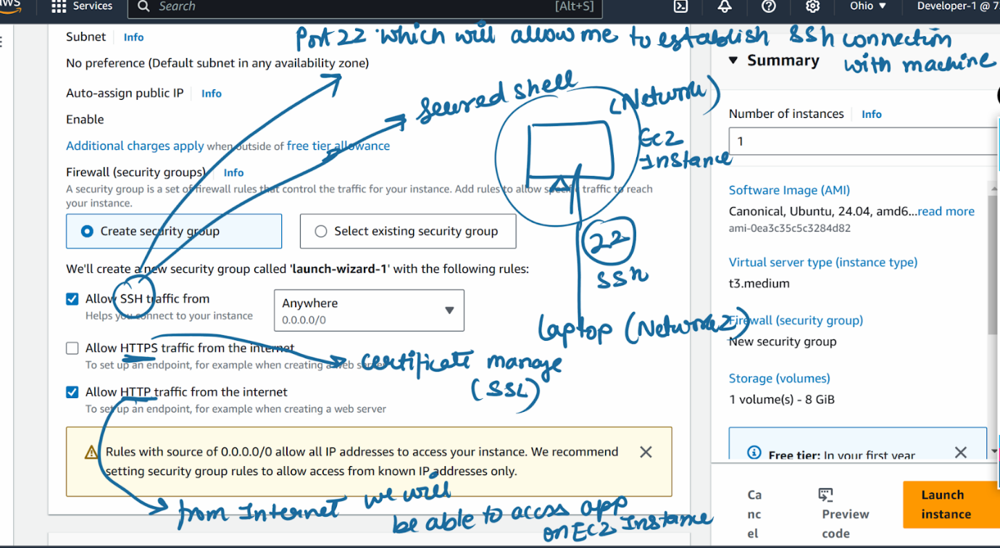 aws
Services
Search
[Alt+S]
Ohio
Developer-1 @ 7
Port 22 which will allow me to establish SSh connection
with machine
Subnet Info
No preference (Default subnet in any availability zone)
Auto-assign public IP Info
Enable
Additional charges apply when outside of free tier allowance
Firewall (security groups) Info
A security group is a set of firewall rules that control the traffic for your instance. Add rules to allow specific traffic to reach
your instance.
Create security group
Select existing security group
We'll create a new security group called 'launch-wizard-1' with the following rules:
Allow SSH traffic from
Helps you connect to your instance
Anywhere
0.0.0.0/0
Allow HTTPS traffic from the internet
To set up an endpoint, for example when creating a web server
Allow HTTP traffic from the internet
To set up an endpoint, for example when creating a web server
Rules with source of 0.0.0.0/0 allow all IP addresses to access your instance. We recommend
setting security group rules to allow access from known IP addresses only.
Secured shell
(Network)
EC2
Instance
22
SSh
laptop (Network2)
certificate manage
(SSL)
from Internet we will
be able to access app
on EC2 Instance
Summary
Number of instances Info
1
Software Image (AMI)
Canonical, Ubuntu, 24.04, amd6...read more
ami-0ea3c35c5c3284d82
Virtual server type (instance type)
t3.medium
Firewall (security group)
New security group
Storage (volumes)
1 volume(s) - 8 GiB
Free tier: In your first year
Ca
nc
el
Preview
code
Launch
instance